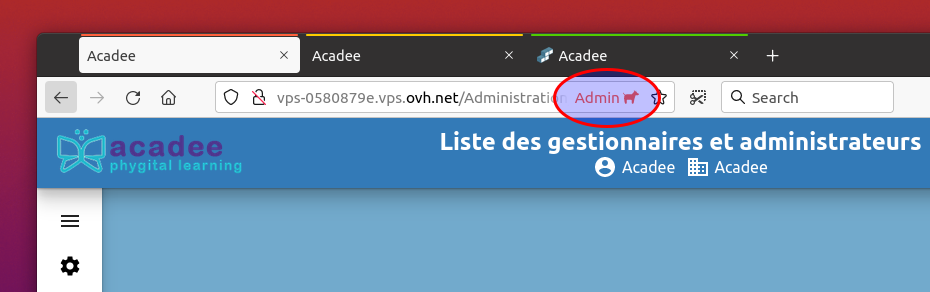 Acadee
Acadee
Acadee
vps-0580879e.vps.ovh.net/Administration
Admin
Search
acadee
phygital learning
Liste des gestionnaires et administrateurs
Acadee Acadee